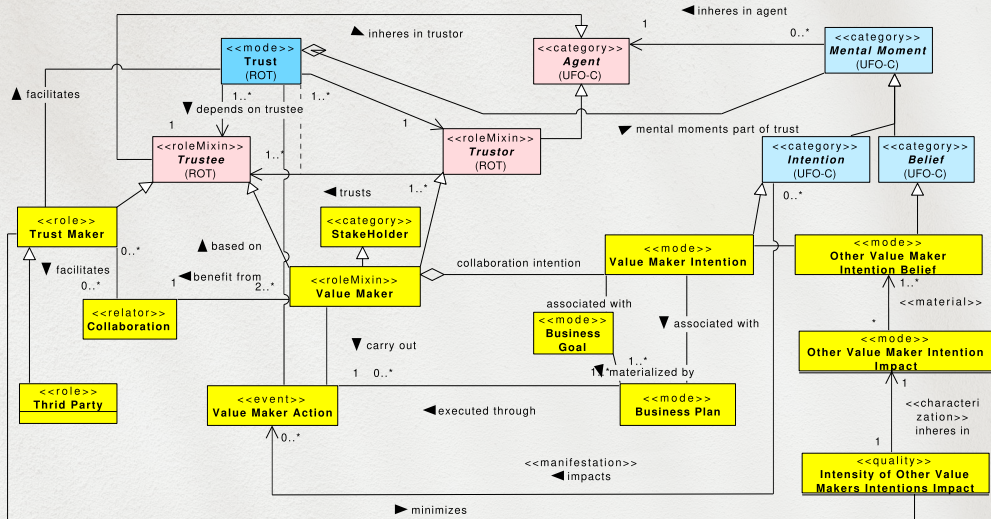 inheres in agent
1
0..*
inheres in trustor
<<mode>>
Trust
(ROT)
<<category>>
Agent
(UFO-C)
<<category>>
Mental Moment
(UFO-C)
facilitates
1..*
1..*
depends on trustee
1
1
mental moments part of trust
<<roleMixin>>
Trustee
(ROT)
1..*
<<roleMixin>>
Trustor
(ROT)
<<category>>
Intention
(UFO-C)
<<category>>
Belief
(UFO-C)
trusts
1..*
0..*
<<role>>
Trust Maker
<<category>>
StakeHolder
0..*
based on
<<mode>>
Value Maker Intention
<<mode>>
Other Value Maker
Intention Belief
facilitates
0..*
1
benefit from
2..*
<<roleMixin>>
Value Maker
collaboration intention
1..*
<<material>>
<<relator>>
Collaboration
associated with
<<mode>>
Business
Goal
associated with
*
carry out
<<mode>>
Other Value Maker Intention
Impact
1..*
1..*
materialized by
1
0..*
1
<<role>>
Thrid Party
<<event>>
Value Maker Action
<<mode>>
Business Plan
executed through
<<characteri
zation>>
inheres in
0..*
1
<<manifestation>>
impacts
<<quality>>
Intensity of Other Value
Makers Intentions Impact
minimizes